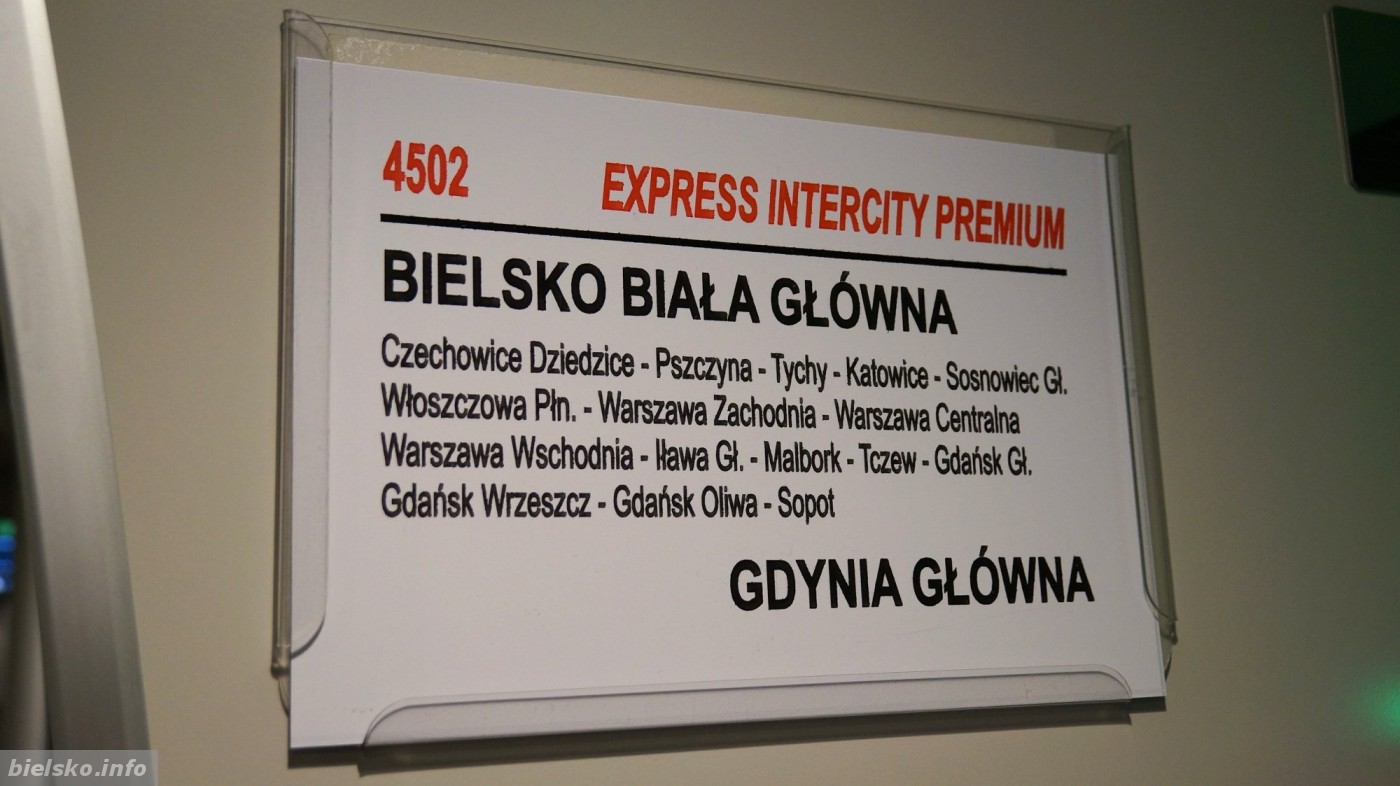 4502 EXPRESS INTERCITY PREMIUM
BIELSKO BIAŁA GŁÓWNA
Czechowice Dziedzice - Pszczyna - Tychy - Katowice - Sosnowiec Gł.
Włoszczowa Płn. - Warszawa Zachodnia - Warszawa Centralna
Warszawa Wschodnia - Iława Gł. - Malbork - Tczew - Gdańsk Gł.
Gdańsk Wrzeszcz - Gdańsk Oliwa - Sopot
GDYNIA GŁÓWNA
bielsko.info